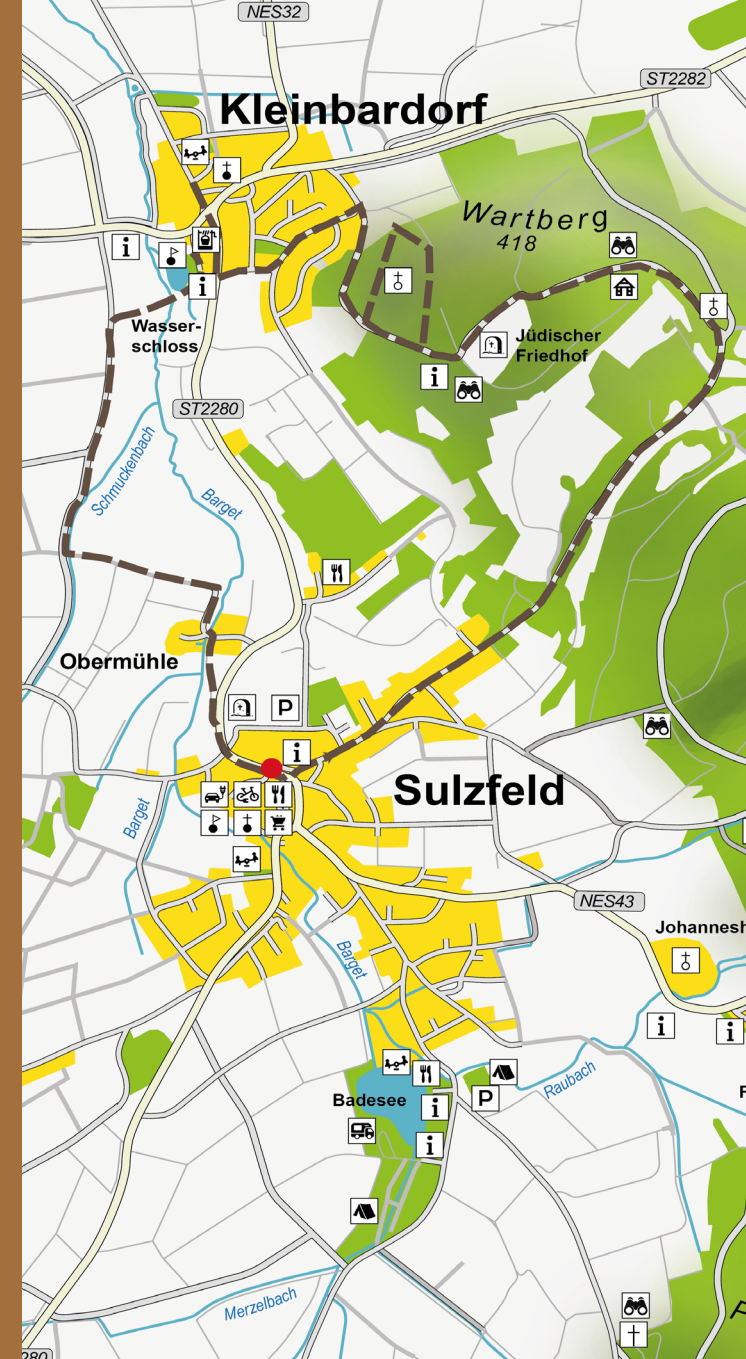 NES32
ST2282
Kleinbardorf
Wartberg
418
i
Wasser-
schloss
i
Jüdischer
Friedhof
i
ST2280
Schmuckenbach
Barget
Obermühle
P
i
Sulzfeld
Barget
NES43
Johannesh
Barget
i
i
Raubach
Badesee
i
P
i
Merzelbach
280